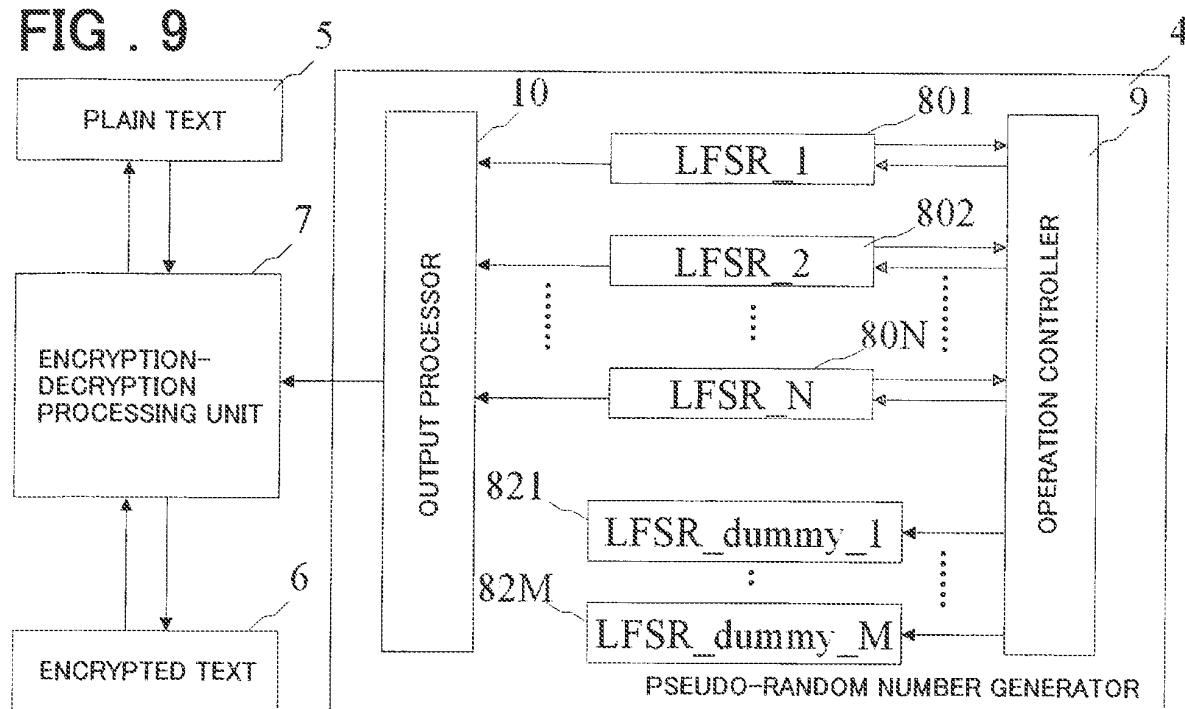 FIG . 9
5
4
PLAIN TEXT
10
801
9
LFSR_1
7
802
LFSR_2
80N
ENCRYPTION-
DECRYPTION
PROCESSING UNIT
OUTPUT PROCESSOR
LFSR_N
OPERATION CONTROLLER
821
LFSR_dummy_1
6
82M
LFSR_dummy_M
ENCRYPTED TEXT
PSEUDO-RANDOM NUMBER GENERATOR